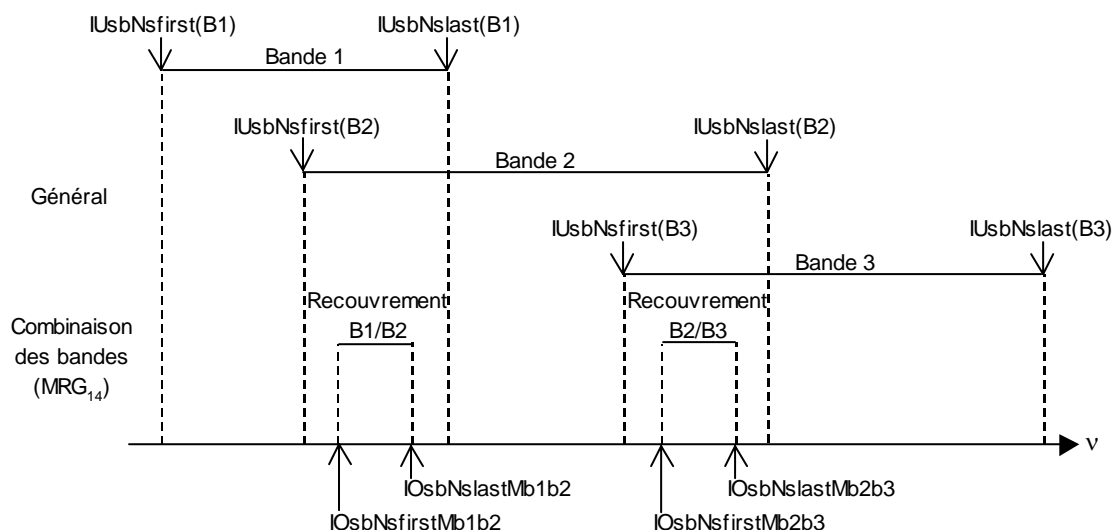 IUsbNsfirst(B1)
IUsbNslast(B1)
Bande 1
IUsbNsfirst(B2)
IUsbNslast(B2)
Bande 2
Général
IUsbNsfirst(B3)
IUsbNslast(B3)
Bande 3
Recouvrement
B1/B2
Recouvrement
B2/B3
Combinaison
des bandes
(MRG₁₄)
ν
IOsbNslastMb1b2
IOsbNslastMb2b3
IOsbNsfirstMb1b2
IOsbNsfirstMb2b3